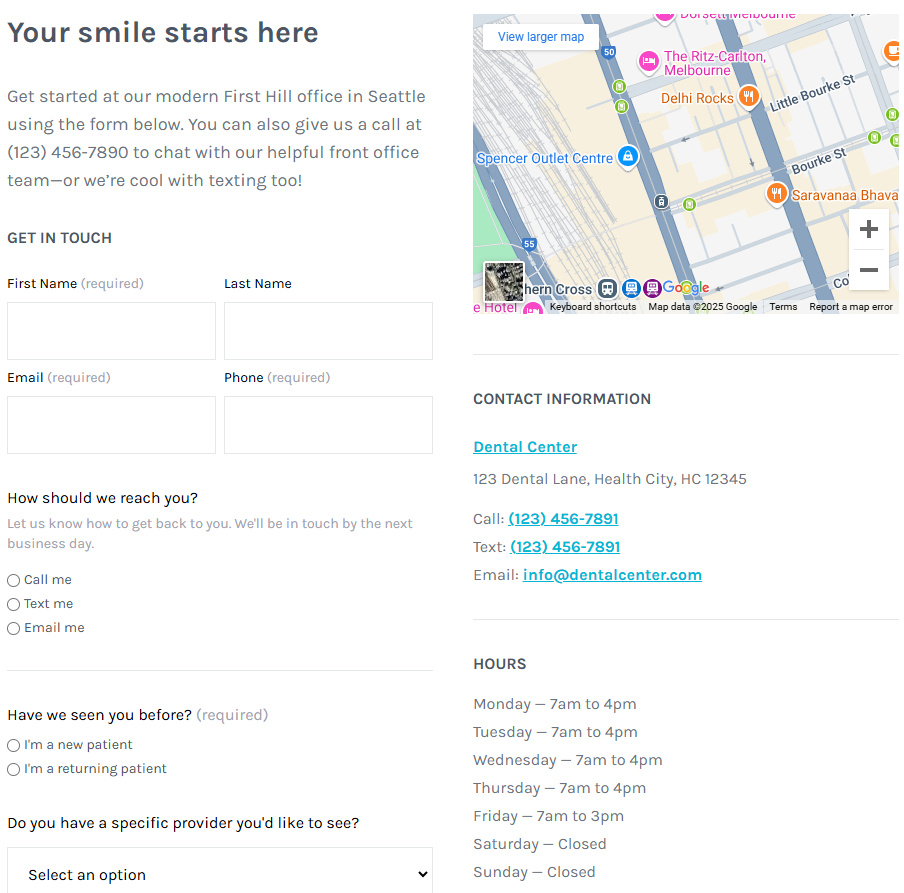 Your smile starts here
Get started at our modern First Hill office in Seattle
using the form below. You can also give us a call at
(123) 456-7890 to chat with our helpful front office
team—or we’re cool with texting too!
GET IN TOUCH
First Name (required)
Last Name
Email (required)
Phone (required)
How should we reach you?
Let us know how to get back to you. We'll be in touch by the next
business day.
Call me
Text me
Email me
Have we seen you before? (required)
I'm a new patient
I'm a returning patient
Do you have a specific provider you'd like to see?
Select an option
Dorsett Melbourne
View larger map
50
The Ritz-Carlton,
Melbourne
Delhi Rocks
Little Bourke St
Spencer Outlet Centre
Bourke St
Saravanaa Bhava
55
hern Cross
Google
Co
e Hotel
Keyboard shortcuts
Map data ©2025 Google
Terms
Report a map error
CONTACT INFORMATION
Dental Center
123 Dental Lane, Health City, HC 12345
Call: (123) 456-7891
Text: (123) 456-7891
Email: info@dentalcenter.com
HOURS
Monday — 7am to 4pm
Tuesday — 7am to 4pm
Wednesday — 7am to 4pm
Thursday — 7am to 4pm
Friday — 7am to 3pm
Saturday — Closed
Sunday — Closed